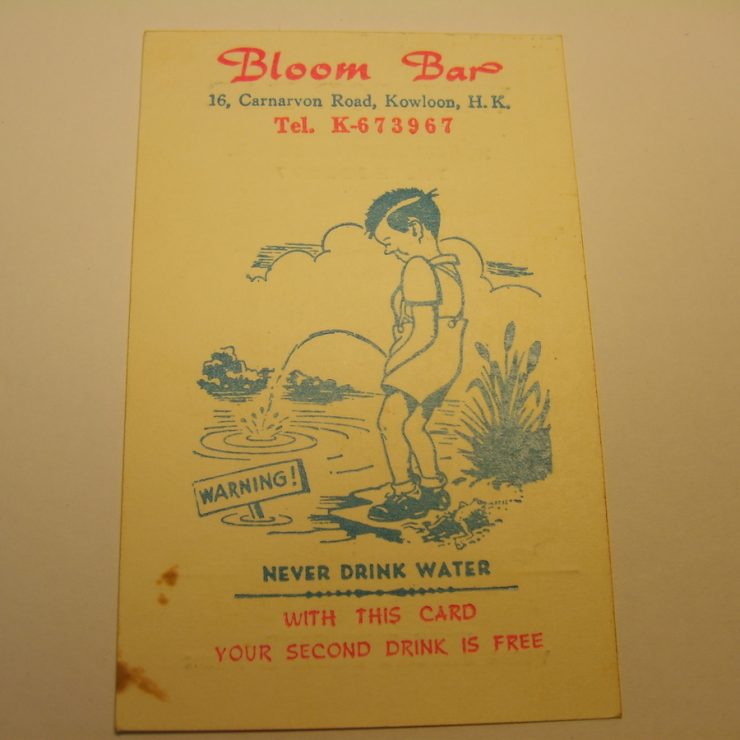 Bloom Bar
16, Carnarvon Road, Kowloon, H. K.
Tel. K-673967
WARNING!
NEVER DRINK WATER
WITH THIS CARD
YOUR SECOND DRINK IS FREE